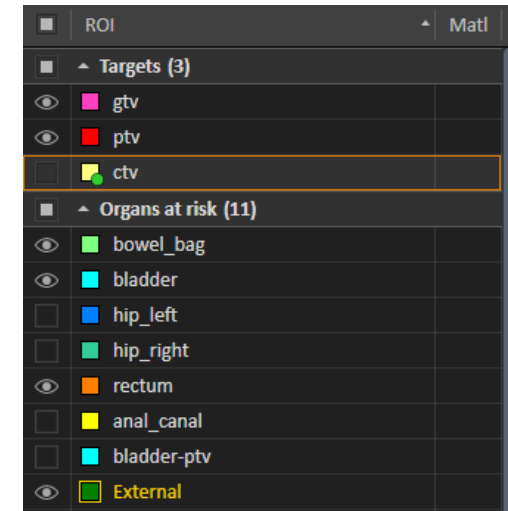 ROI Matl
Targets (3)
gtv
ptv
ctv
Organs at risk (11)
bowel_bag
bladder
hip_left
hip_right
rectum
anal_canal
bladder-ptv
External